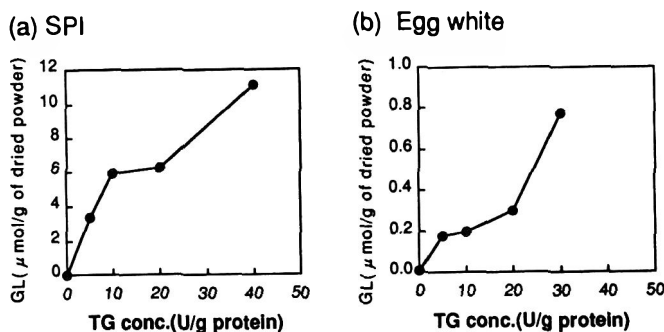 (a) SPI
GL( μ mol/g of dried powder)
12
10
8
6
4
2
0
0 10 20 30 40 50
TG conc.(U/g protein)
(b) Egg white
GL( μ mol/g of dried powder)
1.0
0.8
0.6
0.4
0.2
0.0
0 10 20 30 40 50
TG conc.(U/g protein)